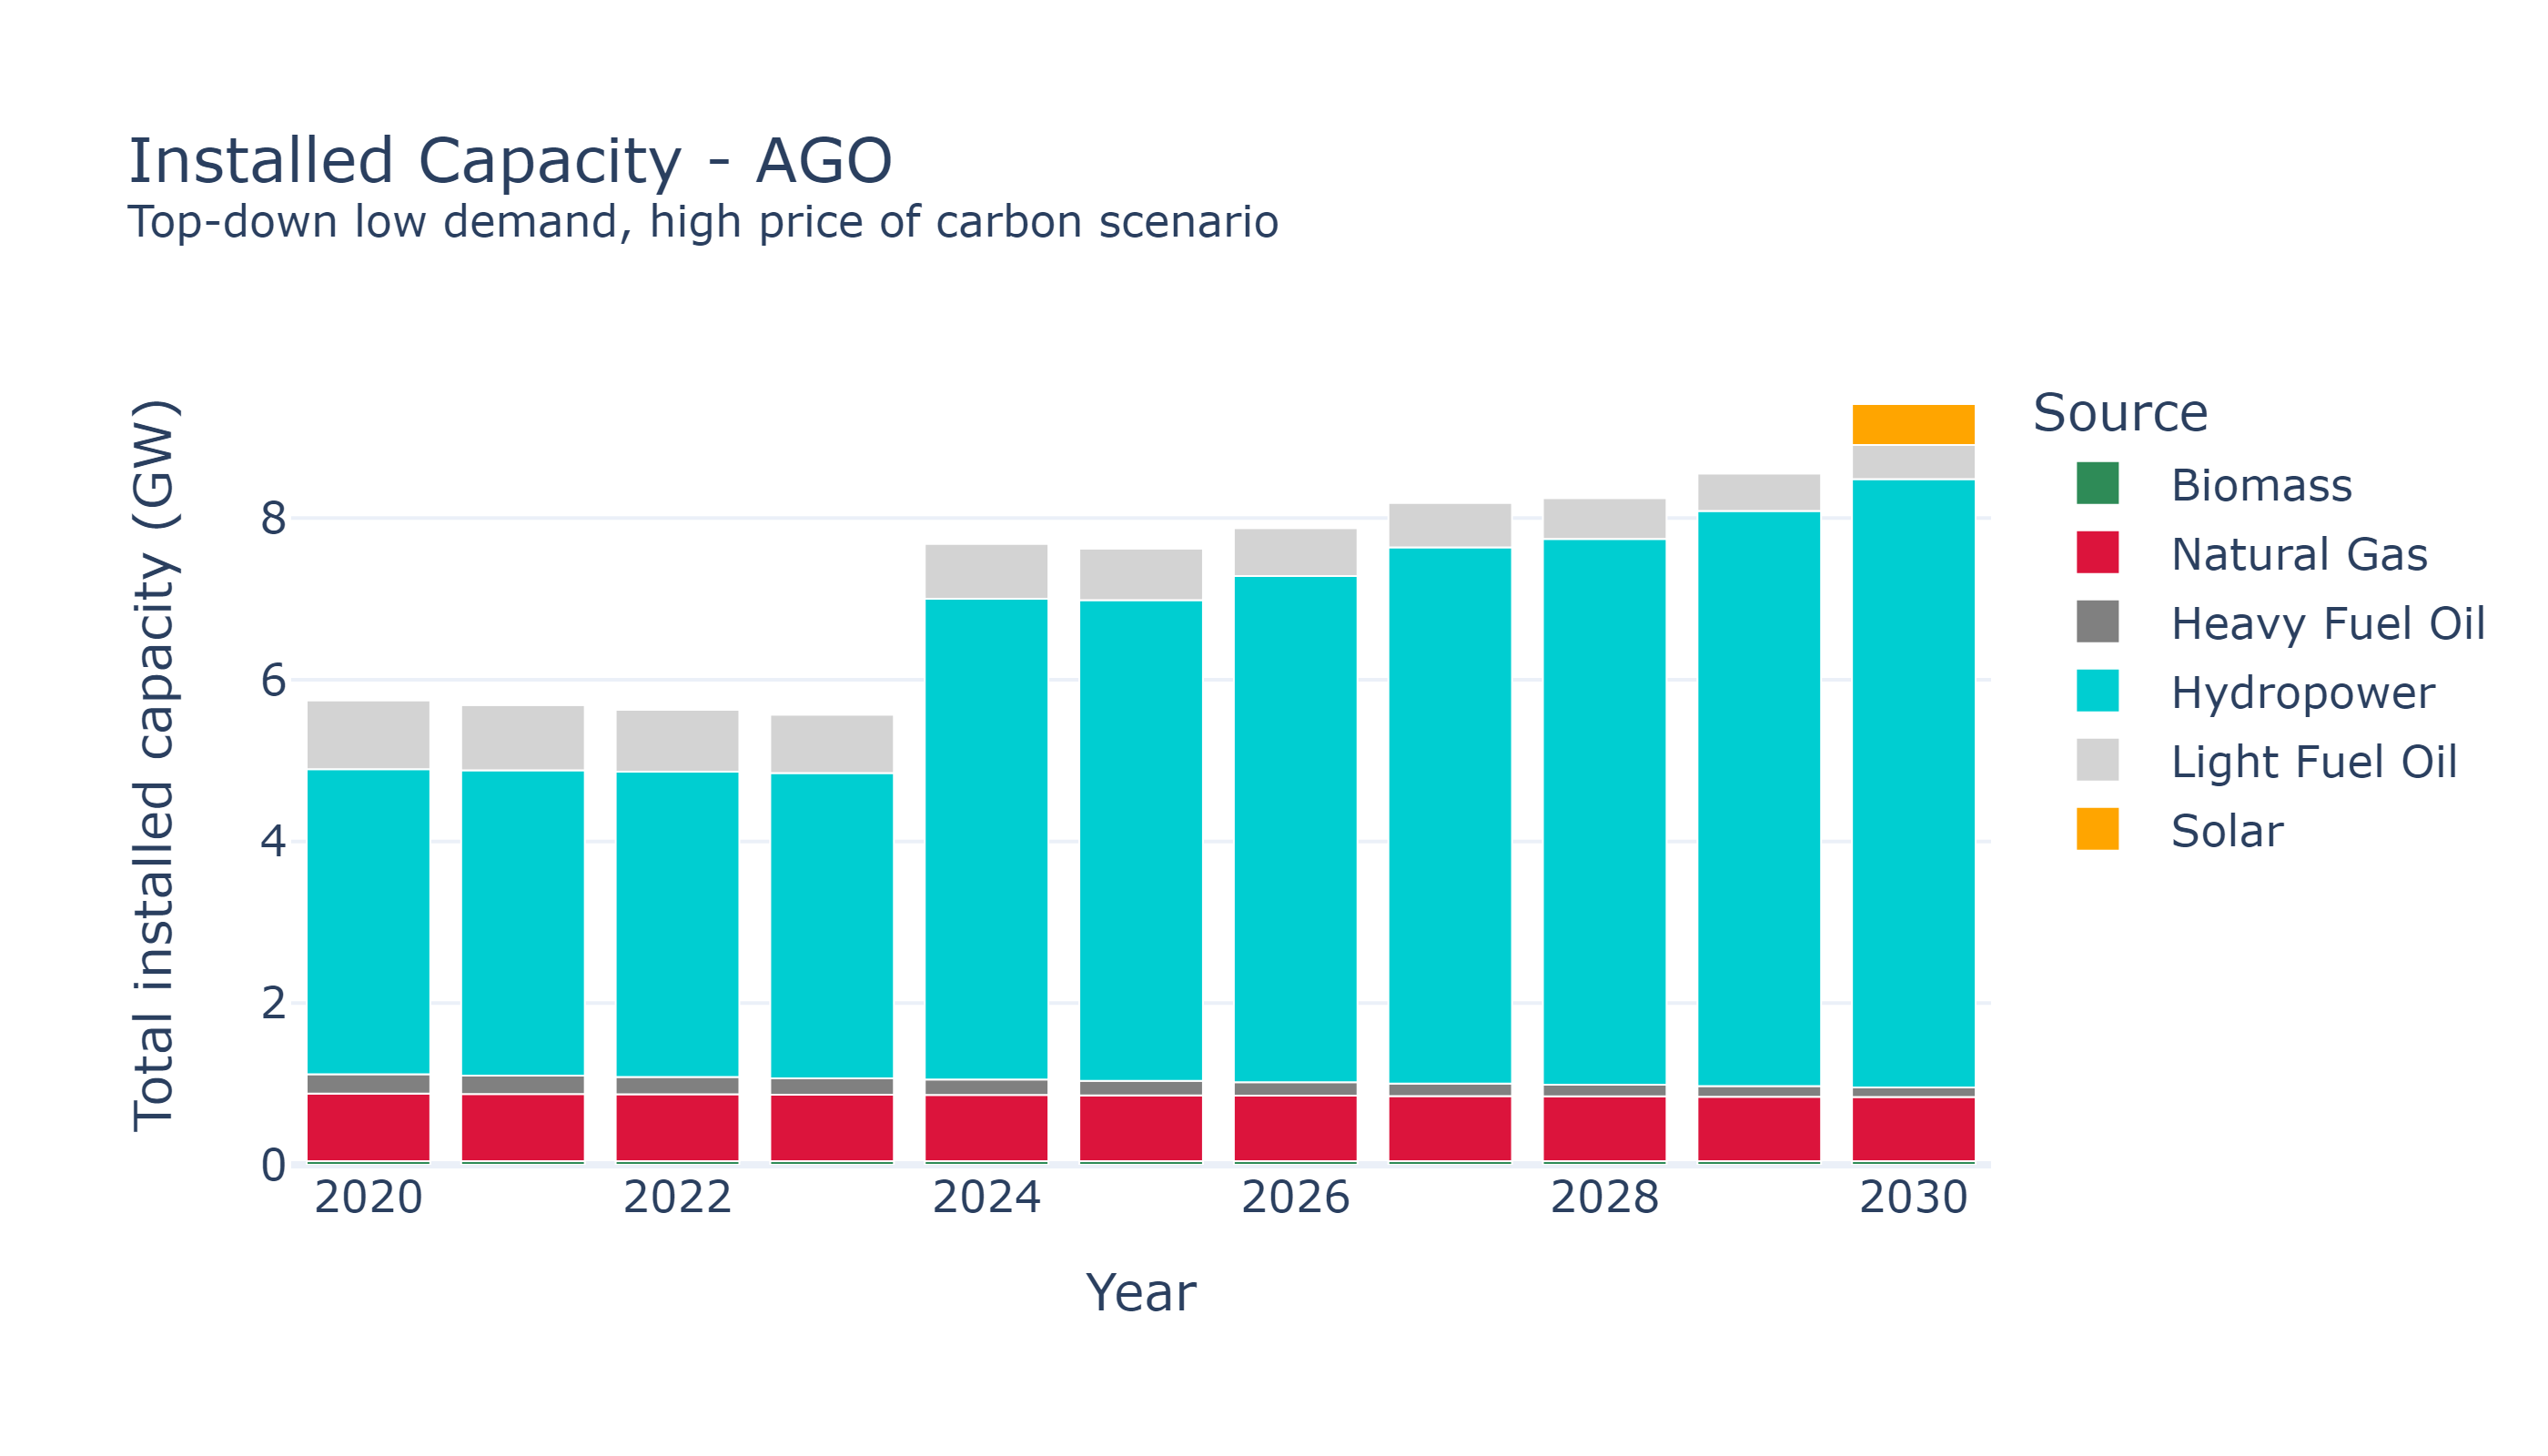 Installed Capacity - AGO
Top-down low demand, high price of carbon scenario
Total installed capacity (GW)
8
6
4
2
0
2020 2022 2024 2026 2028 2030
Year
Source
Biomass
Natural Gas
Heavy Fuel Oil
Hydropower
Light Fuel Oil
Solar